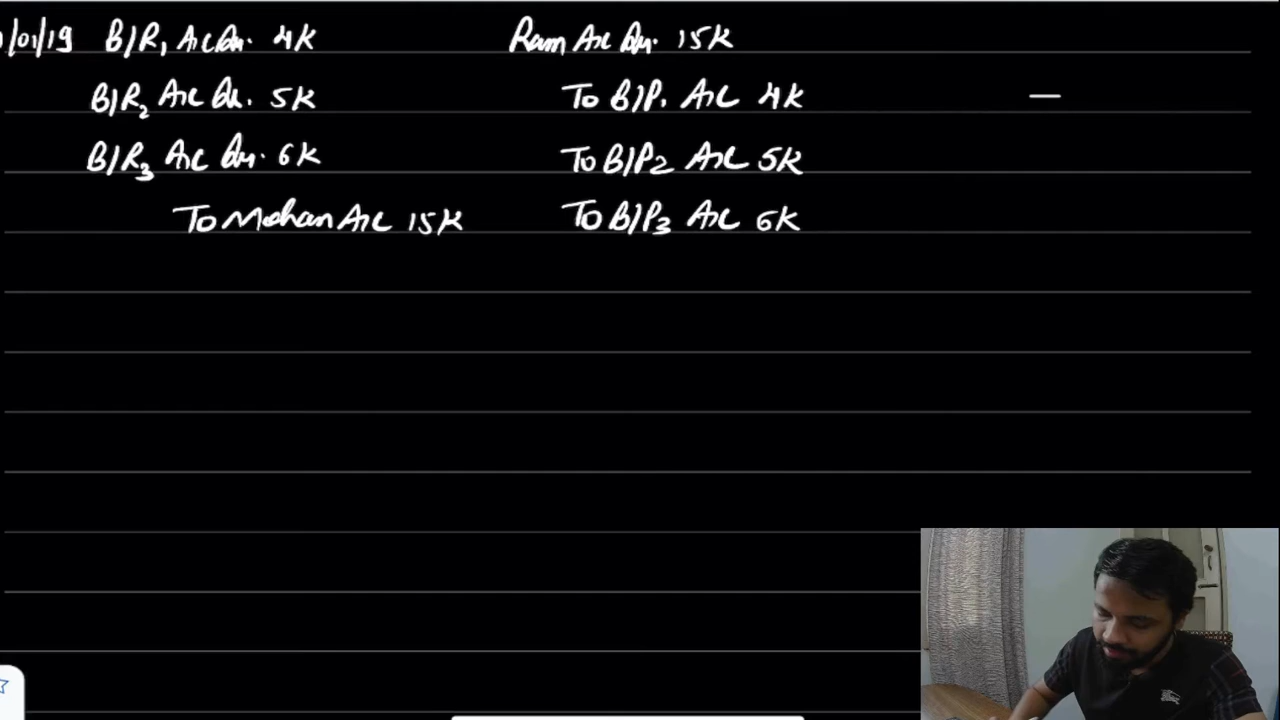 /01/19 B/R1 A/c Dr. 4K Ram A/c Dr. 15K
B/R2 A/c Dr. 5K To B/P1 A/c 4K —
B/R3 A/c Dr. 6K To B/P2 A/c 5K
To Mohan A/c 15K To B/P3 A/c 6K